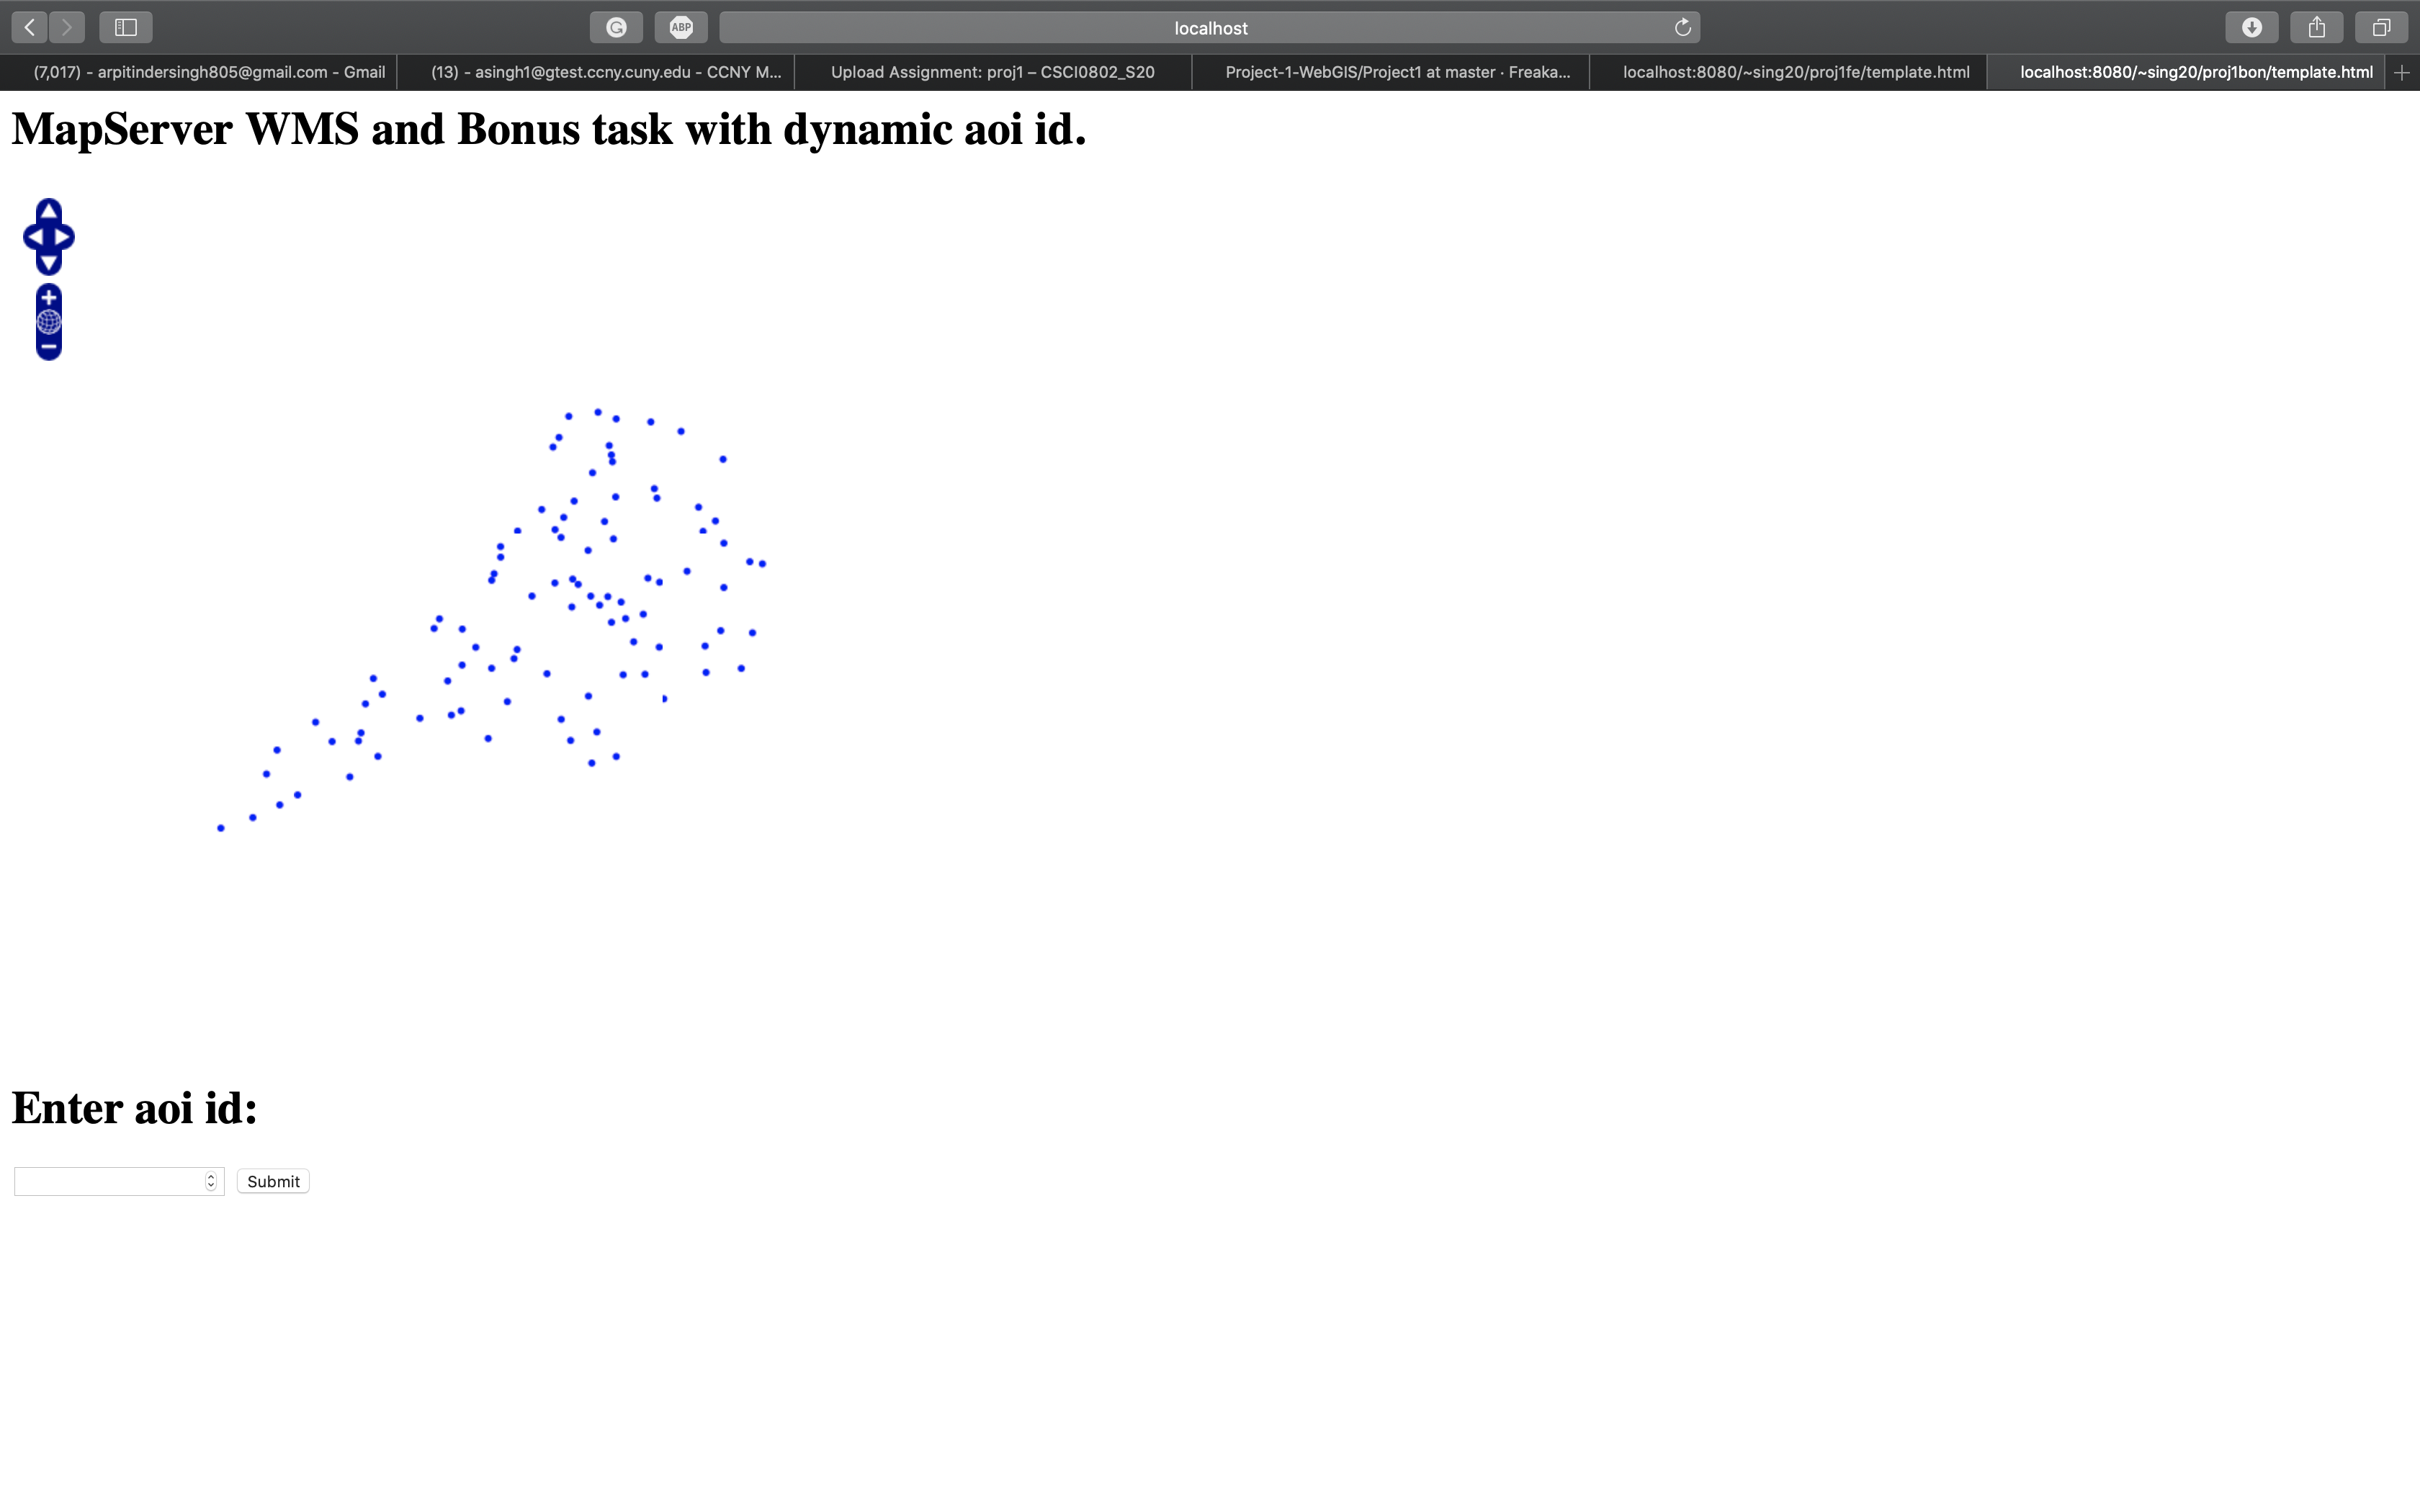 ABP
localhost
(7,017) - arpitindersingh805@gmail.com - Gmail
(13) - asingh1@gtest.ccny.cuny.edu - CCNY M...
Upload Assignment: proj1 – CSCI0802_S20
Project-1-WebGIS/Project1 at master · Freaka...
localhost:8080/~sing20/proj1fe/template.html
localhost:8080/~sing20/proj1bon/template.html
MapServer WMS and Bonus task with dynamic aoi id.
Enter aoi id:
Submit